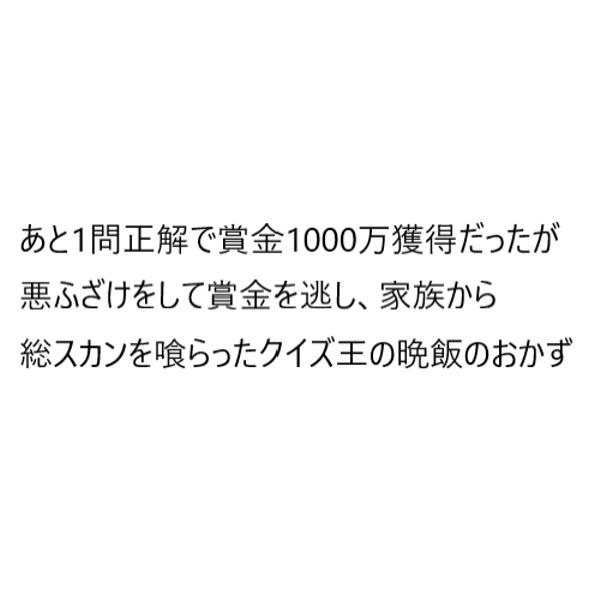 あと1問正解で賞金1000万獲得だったが
悪ふざけをして賞金を逃し、家族から
総スカンを喰らったクイズ王の晩飯のおかず